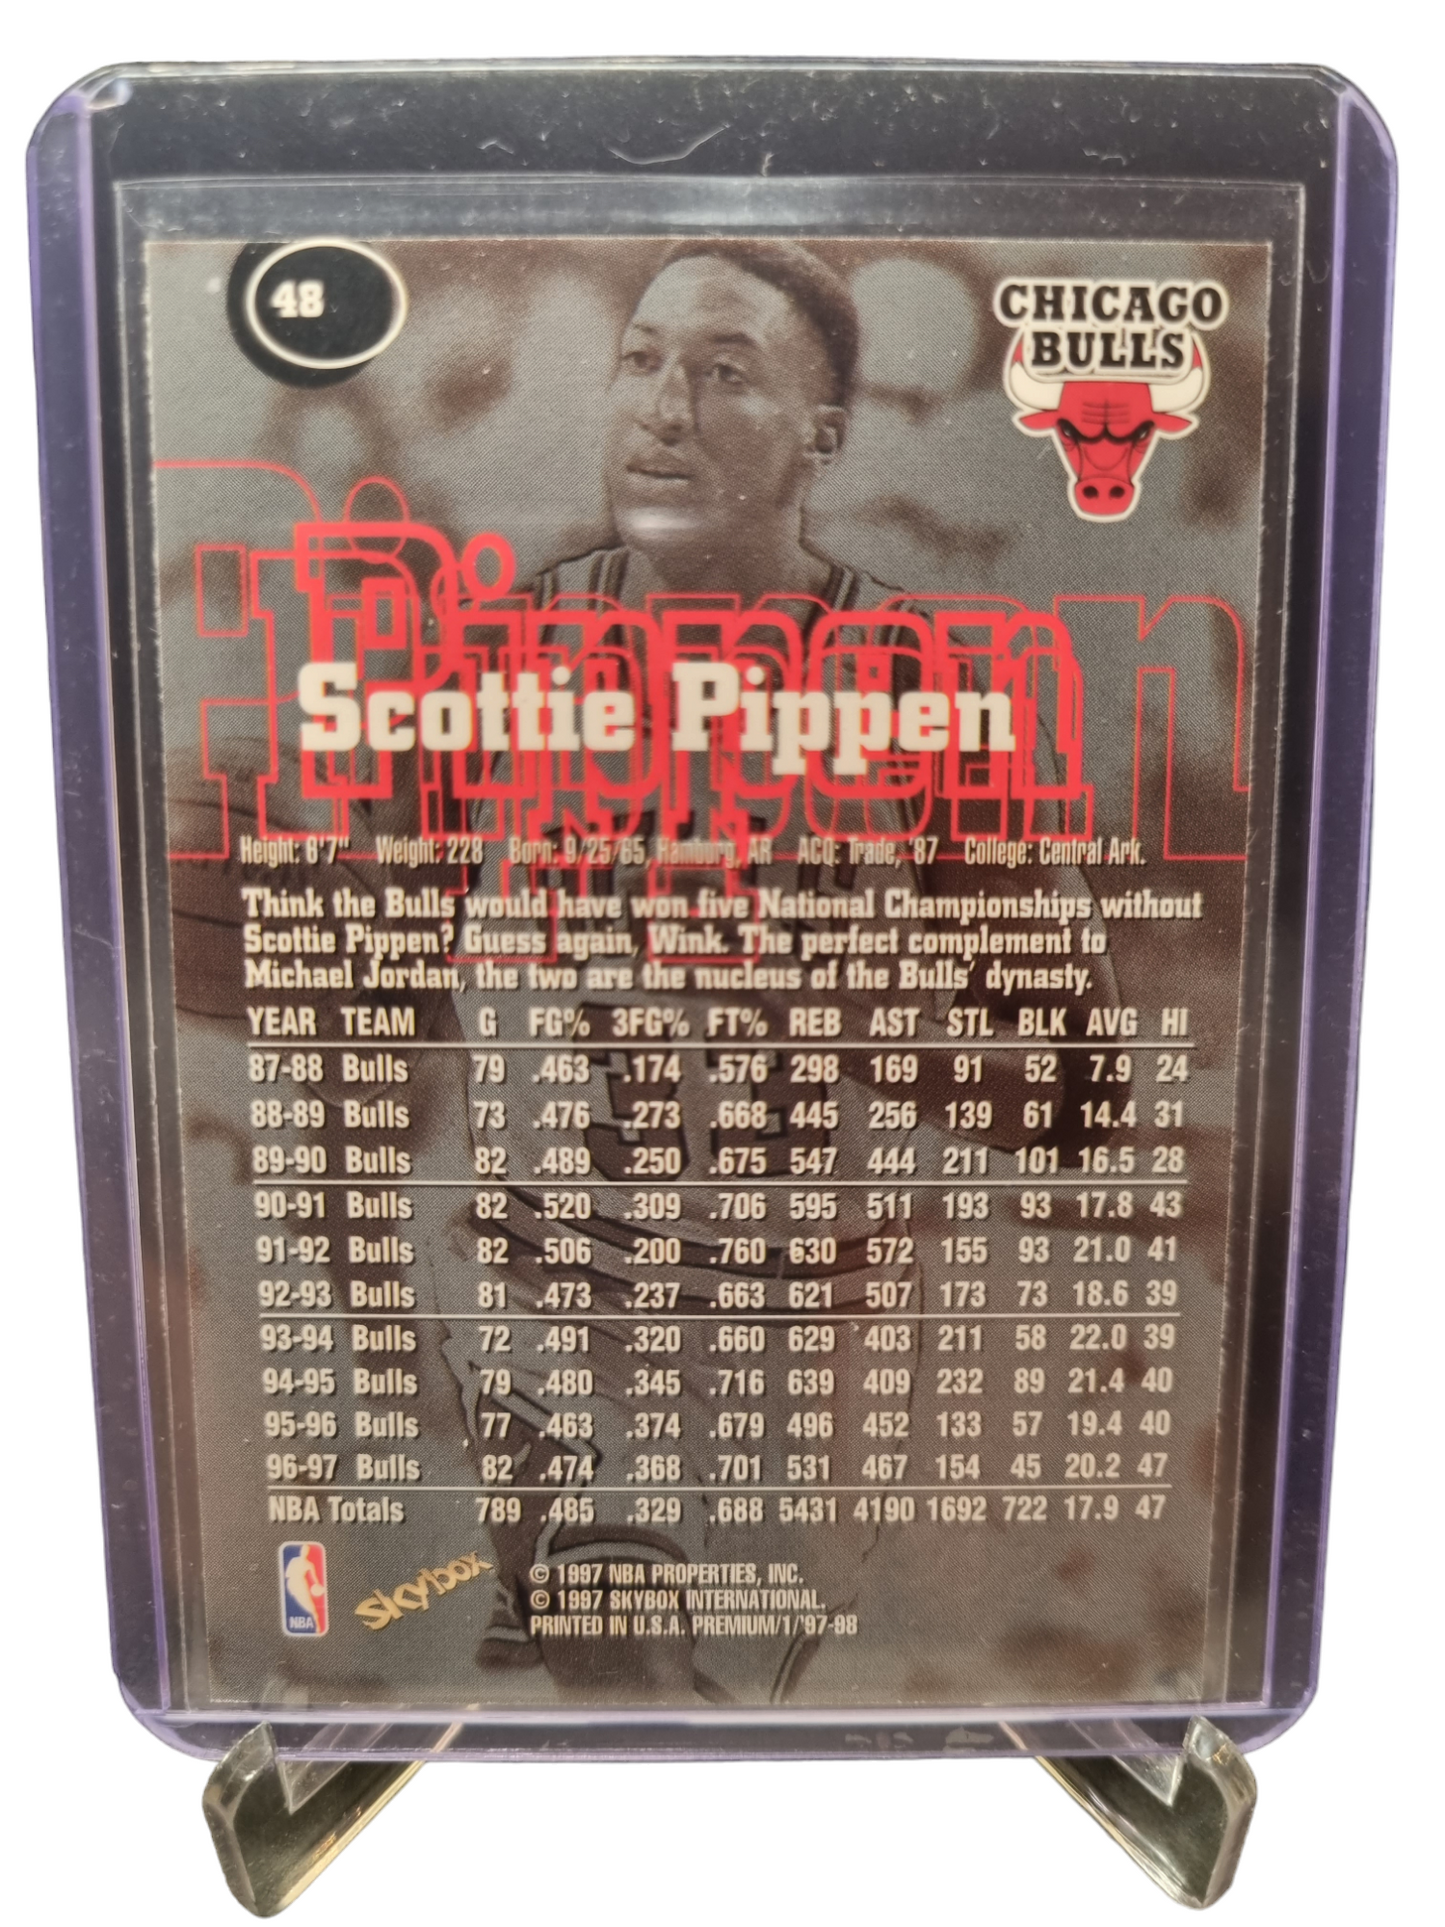 48
CHICAGO
BULLS
Pippen
Scottie Pippen
Height: 6'7" Weight: 228 Born: 9/25/65, Hamburg, AR ACQ: Trade, '87 College: Central Ark.
Think the Bulls would have won five National Championships without
Scottie Pippen? Guess again, Wink. The perfect complement to
Michael Jordan, the two are the nucleus of the Bulls' dynasty.
YEAR TEAM G FG% 3FG% FT% REB AST STL BLK AVG HI
87-88 Bulls 79 .463 .174 .576 298 169 91 52 7.9 24
88-89 Bulls 73 .476 .273 .668 445 256 139 61 14.4 31
89-90 Bulls 82 .489 .250 .675 547 444 211 101 16.5 28
90-91 Bulls 82 .520 .309 .706 595 511 193 93 17.8 43
91-92 Bulls 82 .506 .200 .760 630 572 155 93 21.0 41
92-93 Bulls 81 .473 .237 .663 621 507 173 73 18.6 39
93-94 Bulls 72 .491 .320 .660 629 403 211 58 22.0 39
94-95 Bulls 79 .480 .345 .716 639 409 232 89 21.4 40
95-96 Bulls 77 .463 .374 .679 496 452 133 57 19.4 40
96-97 Bulls 82 .474 .368 .701 531 467 154 45 20.2 47
NBA Totals 789 .485 .329 .688 5431 4190 1692 722 17.9 47
NBA
skybox
© 1997 NBA PROPERTIES, INC.
© 1997 SKYBOX INTERNATIONAL.
PRINTED IN U.S.A. PREMIUM/1/'97-98